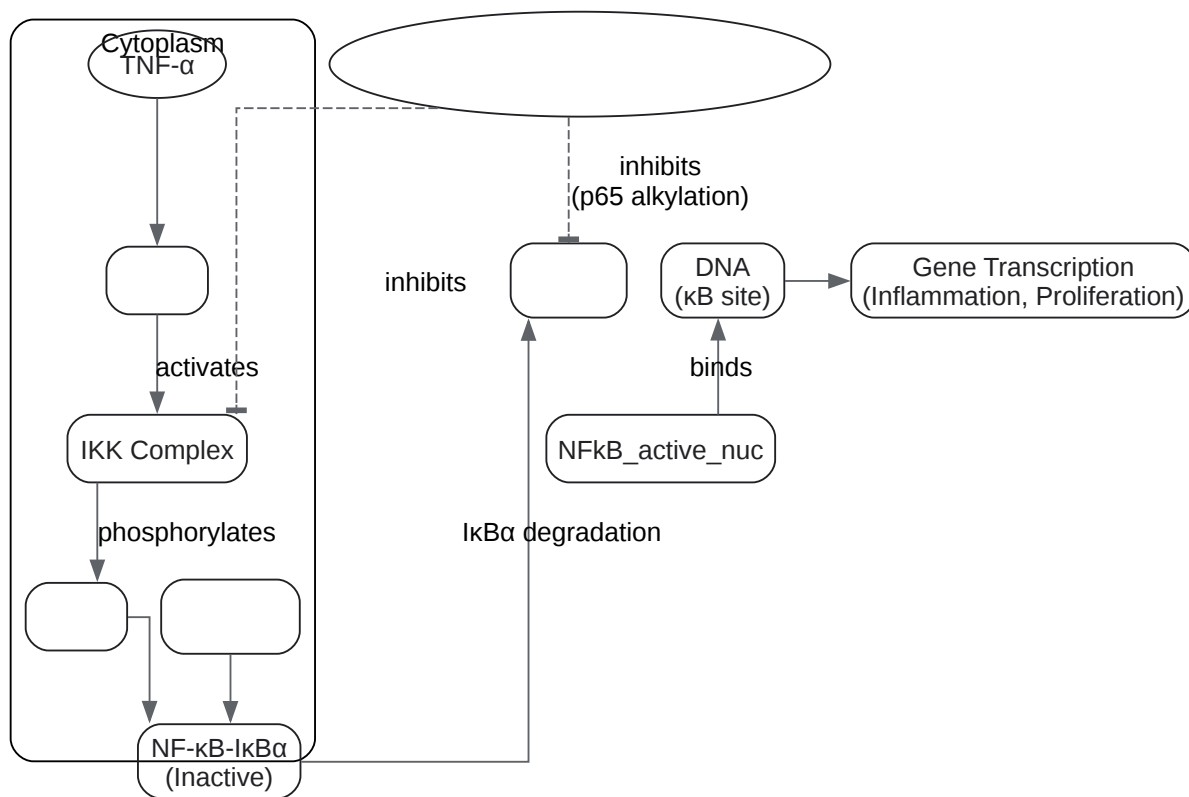 Cytoplasm
TNF-α
inhibits
(p65 alkylation)
inhibits
DNA
(κB site)
Gene Transcription
(Inflammation, Proliferation)
activates
binds
IKK Complex
NFkB_active_nuc
phosphorylates
IκBα degradation
NF-κB-IκBα
(Inactive)